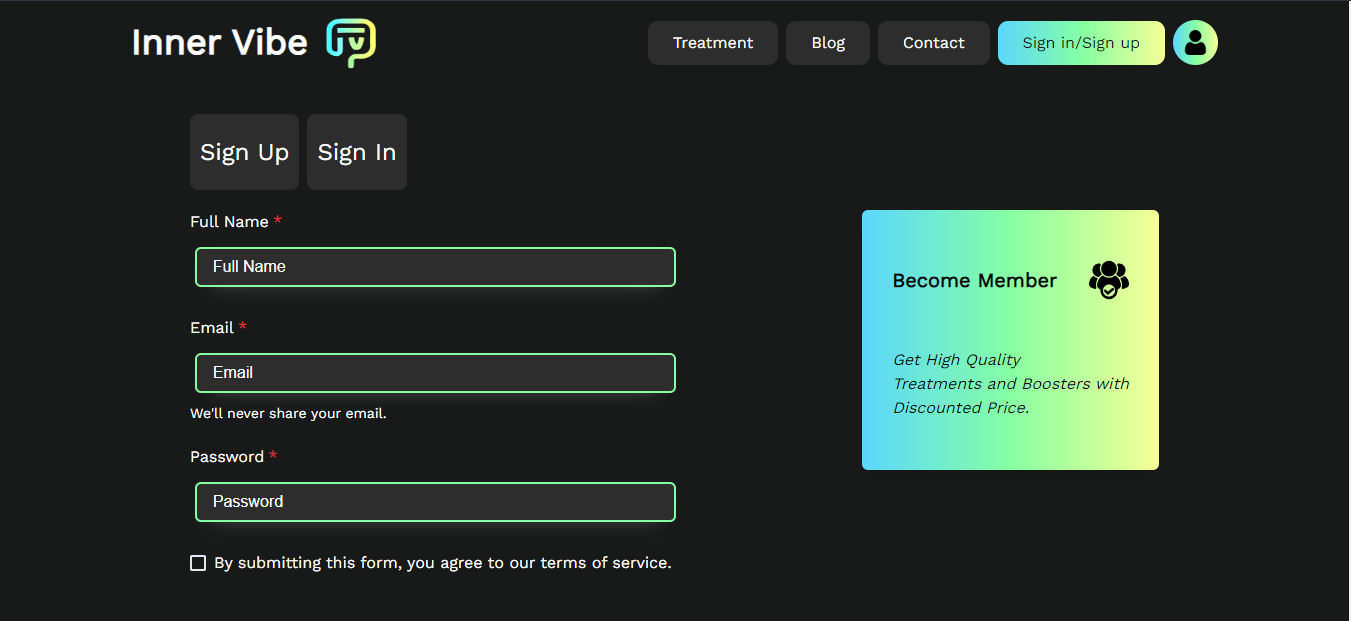 Inner Vibe
Treatment
Blog
Contact
Sign in/Sign up
Sign Up
Sign In
Full Name *
Full Name
Email *
Email
We'll never share your email.
Password *
Password
By submitting this form, you agree to our terms of service.
Become Member
Get High Quality
Treatments and Boosters with
Discounted Price.